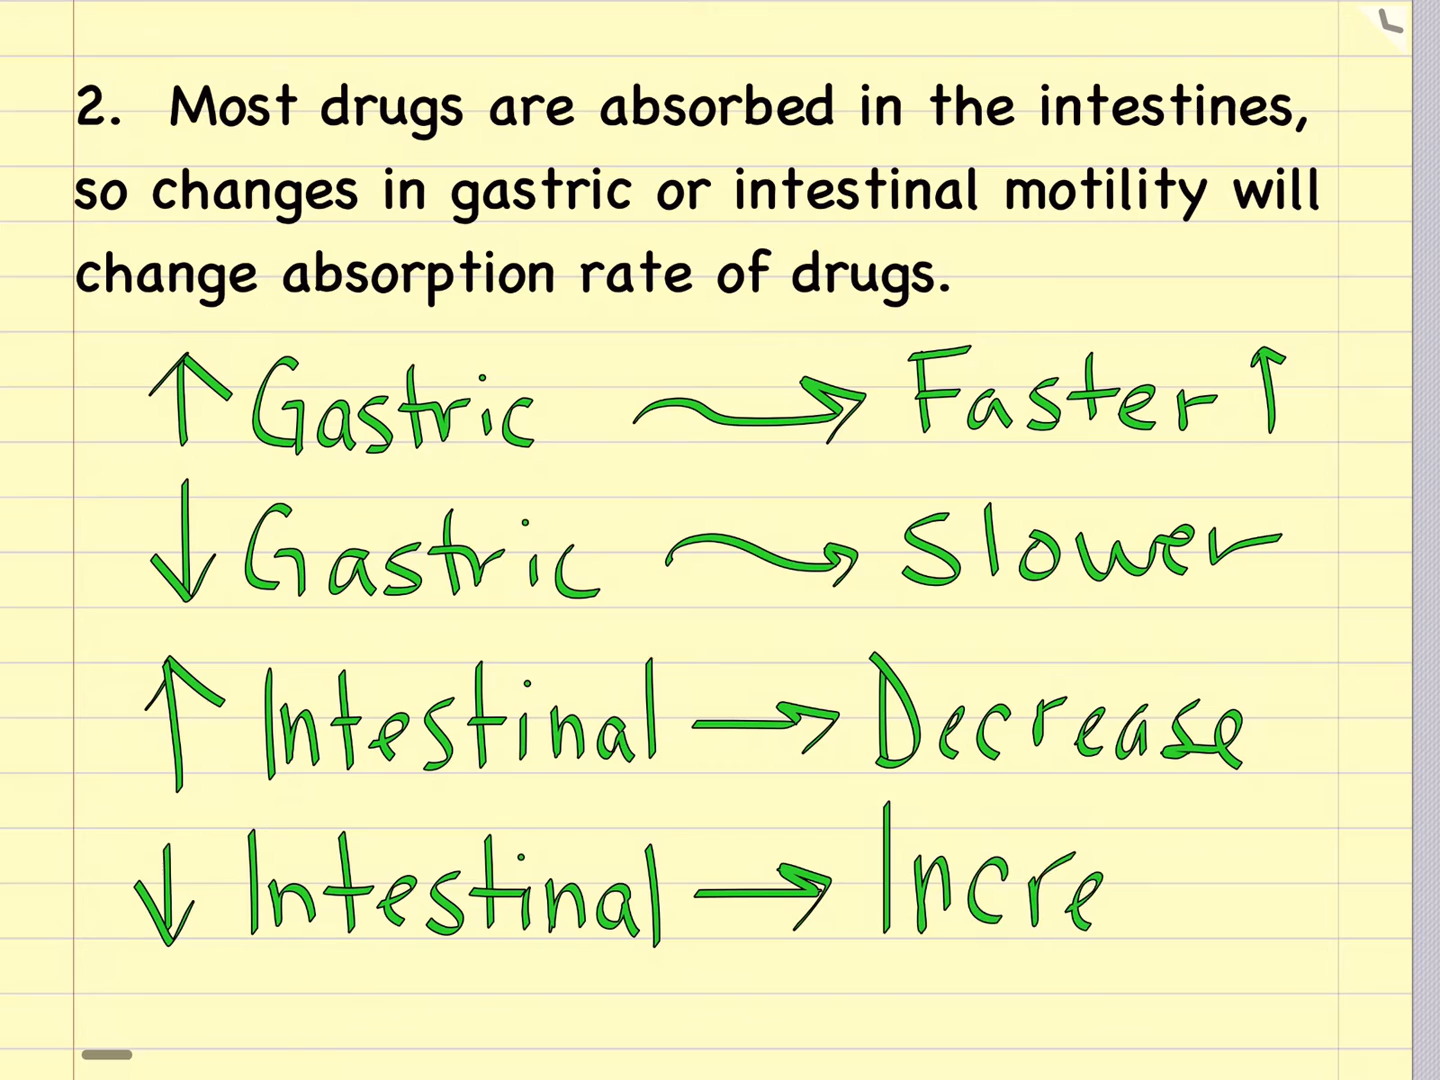 2. Most drugs are absorbed in the intestines,
so changes in gastric or intestinal motility will
change absorption rate of drugs.
↑ Gastric → Faster ↑
↓ Gastric → Slower
↑ Intestinal → Decrease
↓ Intestinal → Incre